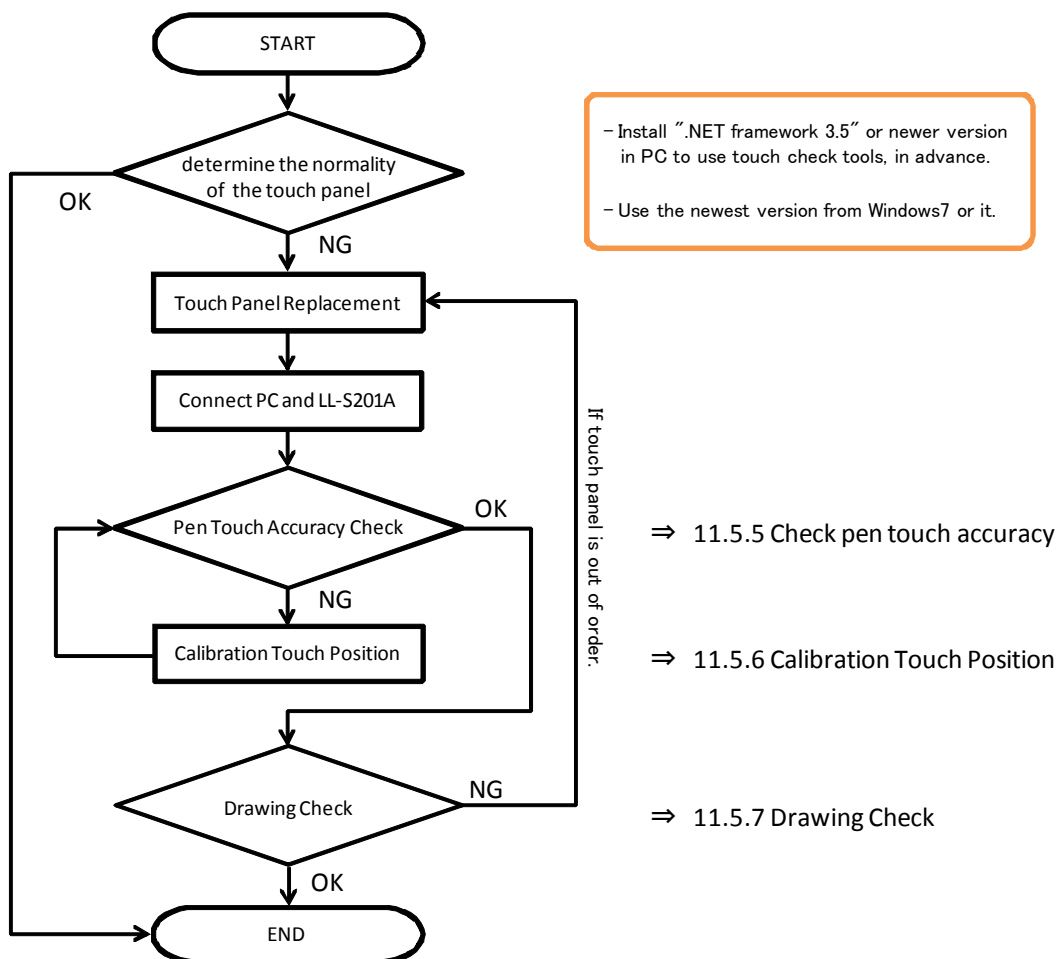 START
- Install ".NET framework 3.5" or newer version
in PC to use touch check tools, in advance.
- Use the newest version from Windows7 or it.
determine the normality
of the touch panel
OK
NG
Touch Panel Replacement
Connect PC and LL-S201A
If touch panel is out of order.
Pen Touch Accuracy Check
OK
⇒ 11.5.5 Check pen touch accuracy
NG
Calibration Touch Position
⇒ 11.5.6 Calibration Touch Position
Drawing Check
NG
⇒ 11.5.7 Drawing Check
OK
END